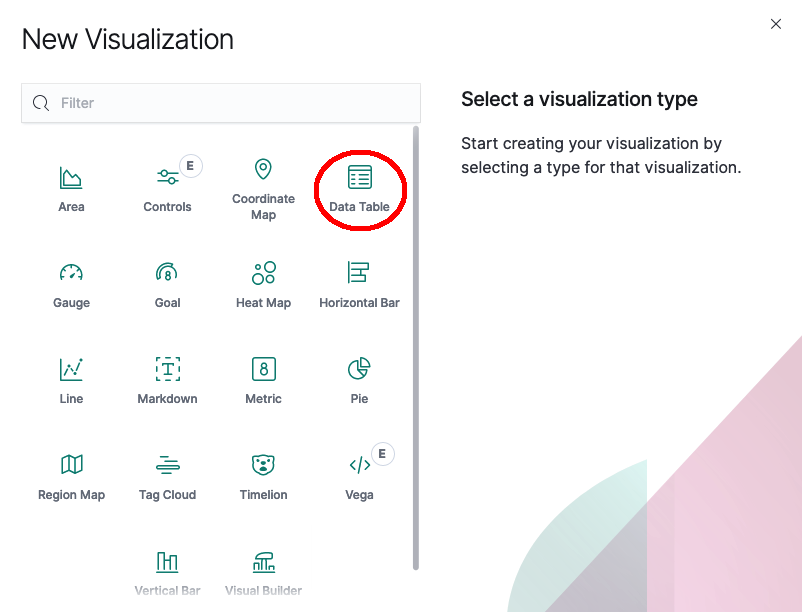 New Visualization
Filter
Select a visualization type
Start creating your visualization by
selecting a type for that visualization.
E
Area
Controls
Coordinate
Map
Data Table
8
Gauge
Goal
Heat Map
Horizontal Bar
T
8
Line
Markdown
Metric
Pie
E
Region Map
Tag Cloud
Timelion
Vega
Vertical Bar
Visual Builder